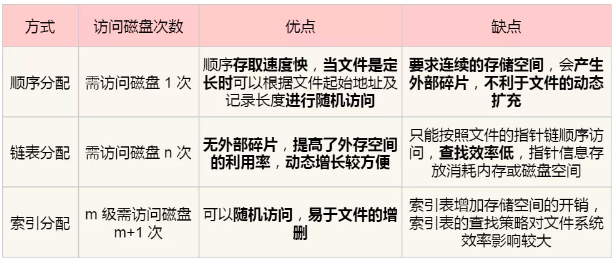 方式 访问磁盘次数 优点 缺点
顺序分配 需访问磁盘 1 次
顺序存取速度快，当文件是定
长时可以根据文件起始地址及
记录长度进行随机访问
要求连续的存储空间，会产生
外部碎片，不利于文件的动态
扩充
链表分配 需访问磁盘 n 次
无外部碎片，提高了外存空间
的利用率，动态增长较方便
只能按照文件的指针链顺序访
问，查找效率低，指针信息存
放消耗内存或磁盘空间
索引分配
m 级需访问磁盘
m+1 次
可以随机访问，易于文件的增
删
索引表增加存储空间的开销，
索引表的查找策略对文件系统
效率影响较大